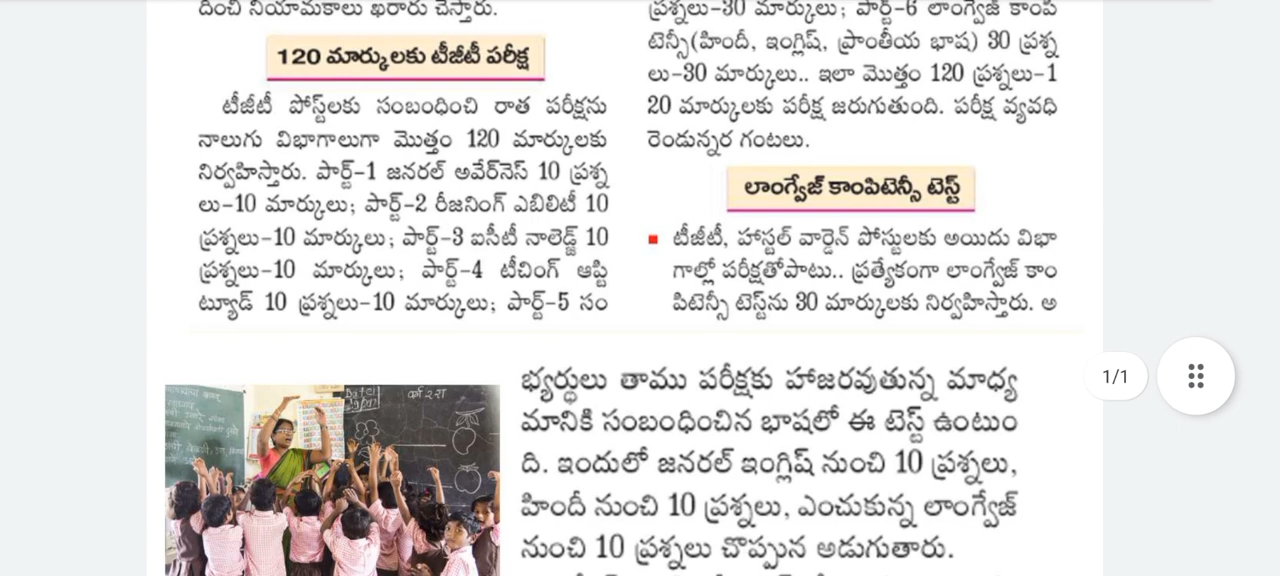 దించి నియామకాలు ఖరారు చేస్తారు.
120 మార్కులకు టీజీటీ పరీక్ష
టీజీటీ పోస్ట్‌లకు సంబంధించి రాత పరీక్షను
నాలుగు విభాగాలుగా మొత్తం 120 మార్కులకు
నిర్వహిస్తారు. పార్ట్-1 జనరల్ అవేర్‌నెస్ 10 ప్రశ్న
లు-10 మార్కులు; పార్ట్-2 రీజనింగ్ ఎబిలిటీ 10
ప్రశ్నలు-10 మార్కులు; పార్ట్-3 ఐసీటీ నాలెడ్జ్ 10
ప్రశ్నలు-10 మార్కులు; పార్ట్-4 టీచింగ్ ఆప్టి
ట్యూడ్ 10 ప్రశ్నలు-10 మార్కులు; పార్ట్-5 సం
ప్రశ్నలు-30 మార్కులు; పార్ట్-6 లాంగ్వేజ్ కాంపి
టెన్సీ(హిందీ, ఇంగ్లిష్, ప్రాంతీయ భాష) 30 ప్రశ్న
లు-30 మార్కులు.. ఇలా మొత్తం 120 ప్రశ్నలు-1
20 మార్కులకు పరీక్ష జరుగుతుంది. పరీక్ష వ్యవధి
రెండున్నర గంటలు.
లాంగ్వేజ్ కాంపిటెన్సీ టెస్ట్
టీజీటీ, హాస్టల్ వార్డెన్ పోస్టులకు అయిదు విభా
గాల్లో పరీక్షతోపాటు.. ప్రత్యేకంగా లాంగ్వేజ్ కాం
పిటెన్సీ టెస్ట్‌ను 30 మార్కులకు నిర్వహిస్తారు. అ
భ్యర్థులు తాము పరీక్షకు హాజరవుతున్న మాధ్య
మానికి సంబంధించిన భాషలో ఈ టెస్ట్ ఉంటుం
ది. ఇందులో జనరల్ ఇంగ్లిష్ నుంచి 10 ప్రశ్నలు,
హిందీ నుంచి 10 ప్రశ్నలు, ఎంచుకున్న లాంగ్వేజ్
నుంచి 10 ప్రశ్నలు చొప్పున అడుగుతారు.
1/1